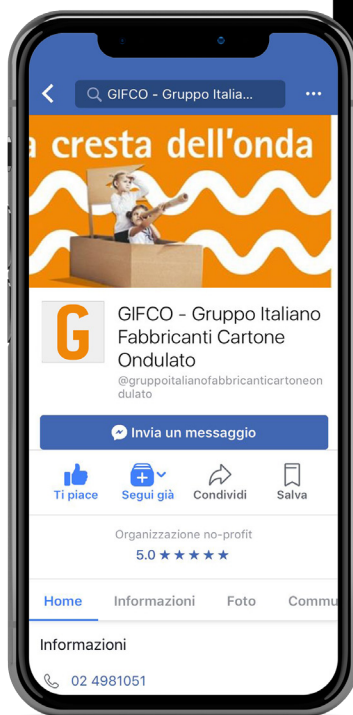 GIFCO - Gruppo Italia...
a cresta dell'onda
G
GIFCO - Gruppo Italiano
Fabbricanti Cartone
Ondulato
@gruppoitalianofabbricanticartoneon
dulato
Invia un messaggio
Ti piace Segui già Condividi Salva
Organizzazione no-profit
5.0 ★ ★ ★ ★ ★
Home Informazioni Foto Commu
Informazioni
02 4981051